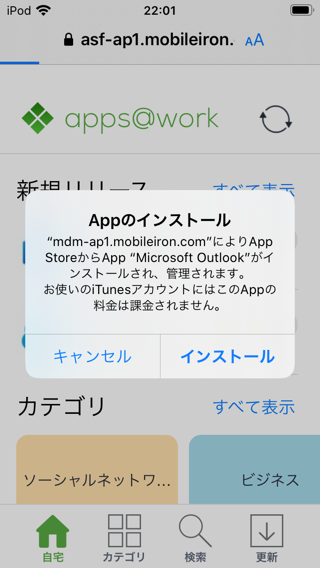 iPod 22:01
asf-ap1.mobileiron. AA
apps@work
新規リリース すべて表示
Appのインストール
“mdm-ap1.mobileiron.com”によりApp
StoreからApp “Microsoft Outlook”がイ
ンストールされ、管理されます。
お使いのiTunesアカウントにはこのAppの
料金は課金されません。
キャンセル インストール
カテゴリ すべて表示
ソーシャルネットワ... ビジネス
自宅 カテゴリ 検索 更新